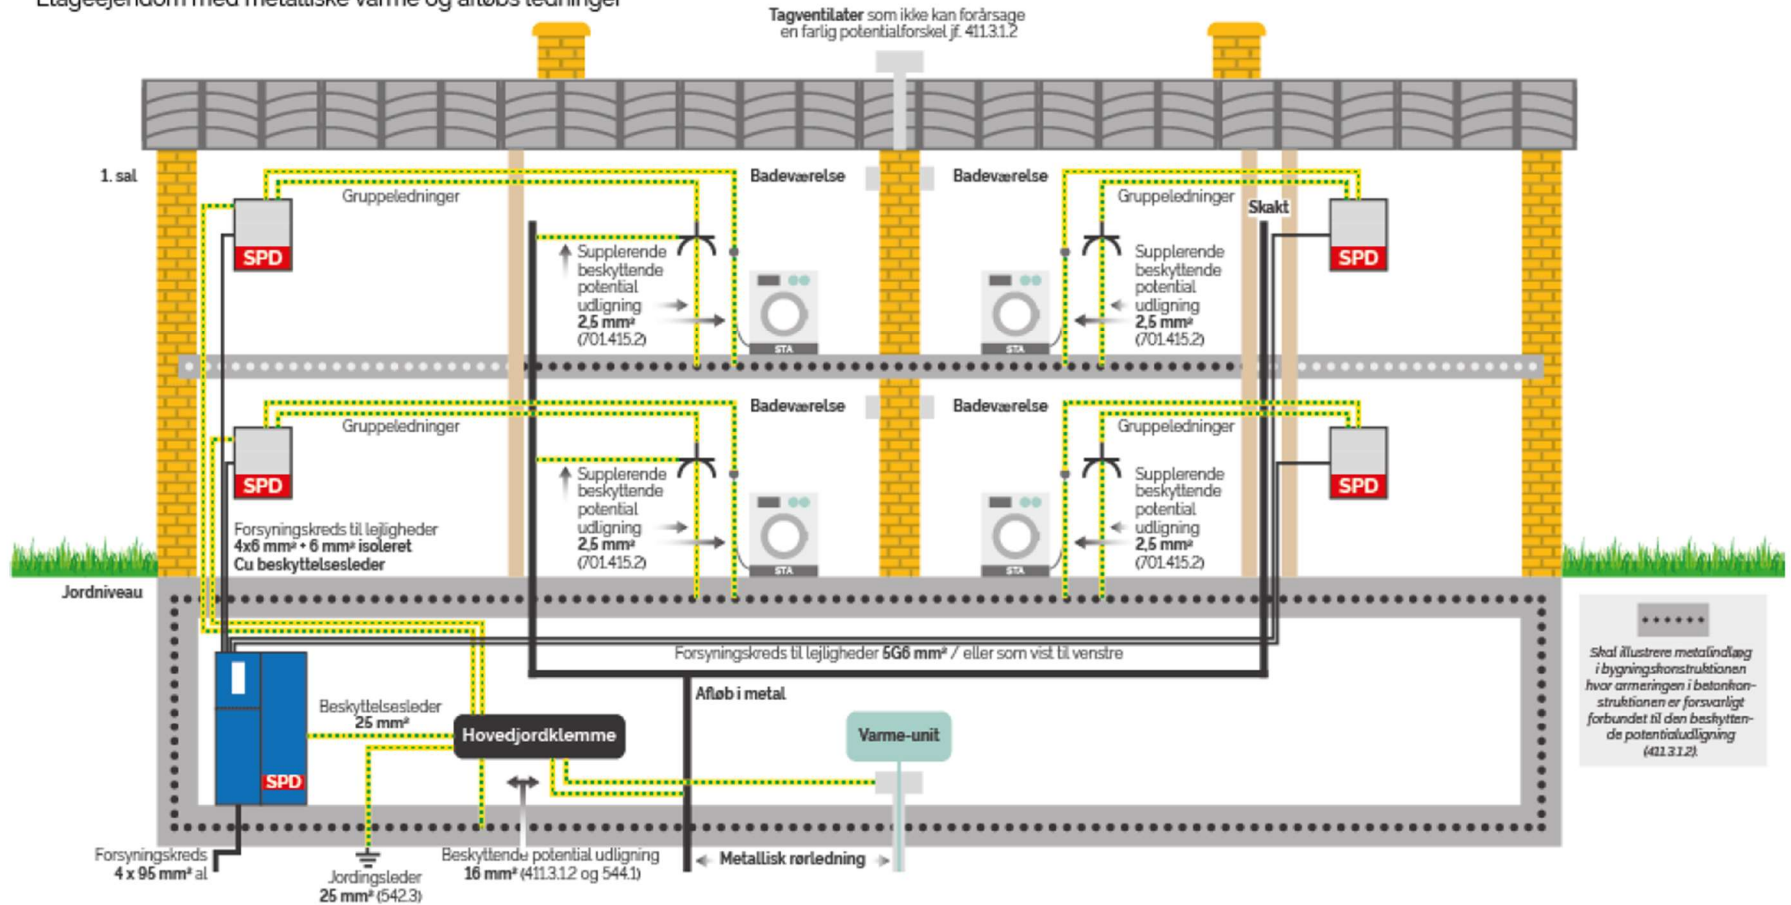 Etageejendom med metalliske varme og afløbs ledninger
Tagventilater som ikke kan forårsage
en farlig potentialforskel jf. 411.3.1.2
1. sal
Gruppeledninger
Badeværelse
Badeværelse
Gruppeledninger
Skakt
SPD
SPD
Supplerende
beskyttende
potential
udligning
2,5 mm²
(701.415.2)
STA
STA
Supplerende
beskyttende
potential
udligning
2,5 mm²
(701.415.2)
Gruppeledninger
Badeværelse
Badeværelse
Gruppeledninger
SPD
SPD
Supplerende
beskyttende
potential
udligning
2,5 mm²
(701.415.2)
STA
STA
Supplerende
beskyttende
potential
udligning
2,5 mm²
(701.415.2)
Forsyningskreds til lejligheder
4x6 mm² + 6 mm² isoleret
Cu beskyttelsesleder
Jordniveau
Forsyningskreds til lejligheder 5G6 mm² / eller som vist til venstre
Afløb i metal
Beskyttelsesleder
25 mm²
Hovedjordklemme
Varme-unit
SPD
Skal illustrere metalindlæg
i bygningskonstruktionen
hvor armeringen i betonkon-
struktionen er forsvarligt
forbundet til den beskytten-
de potentialudligning
(411.3.1.2).
Forsyningskreds
4 x 95 mm² al
Jordingsleder
25 mm² (542.3)
Beskyttende potential udligning
16 mm² (411.3.1.2 og 544.1)
Metallisk rørledning